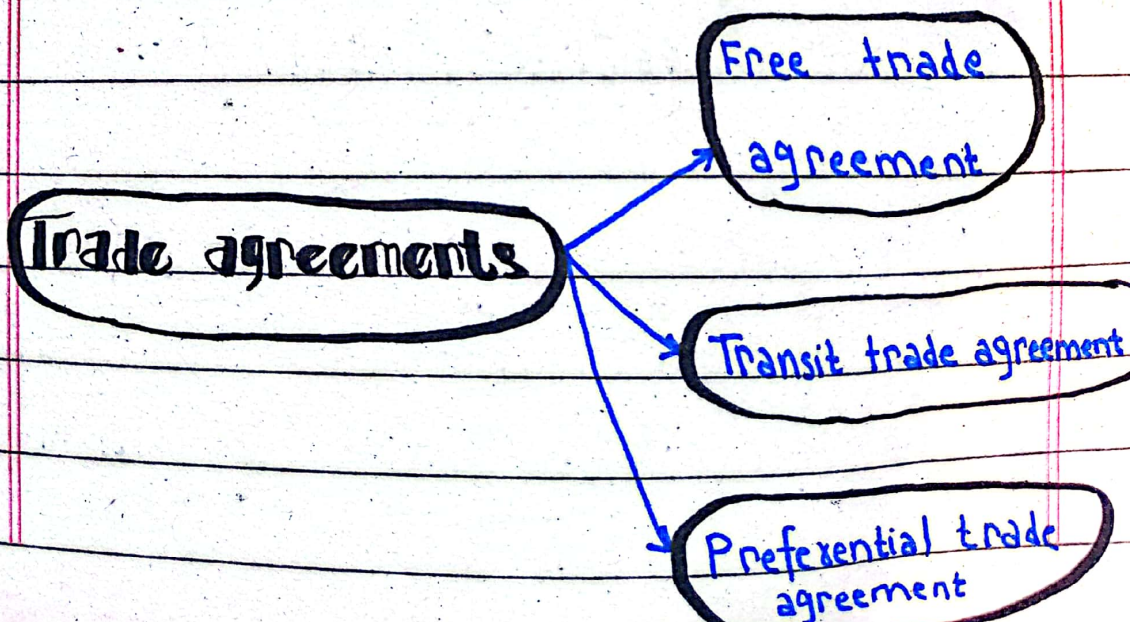 Free trade
agreement
Trade agreements
Transit trade agreement
Preferential trade
agreement